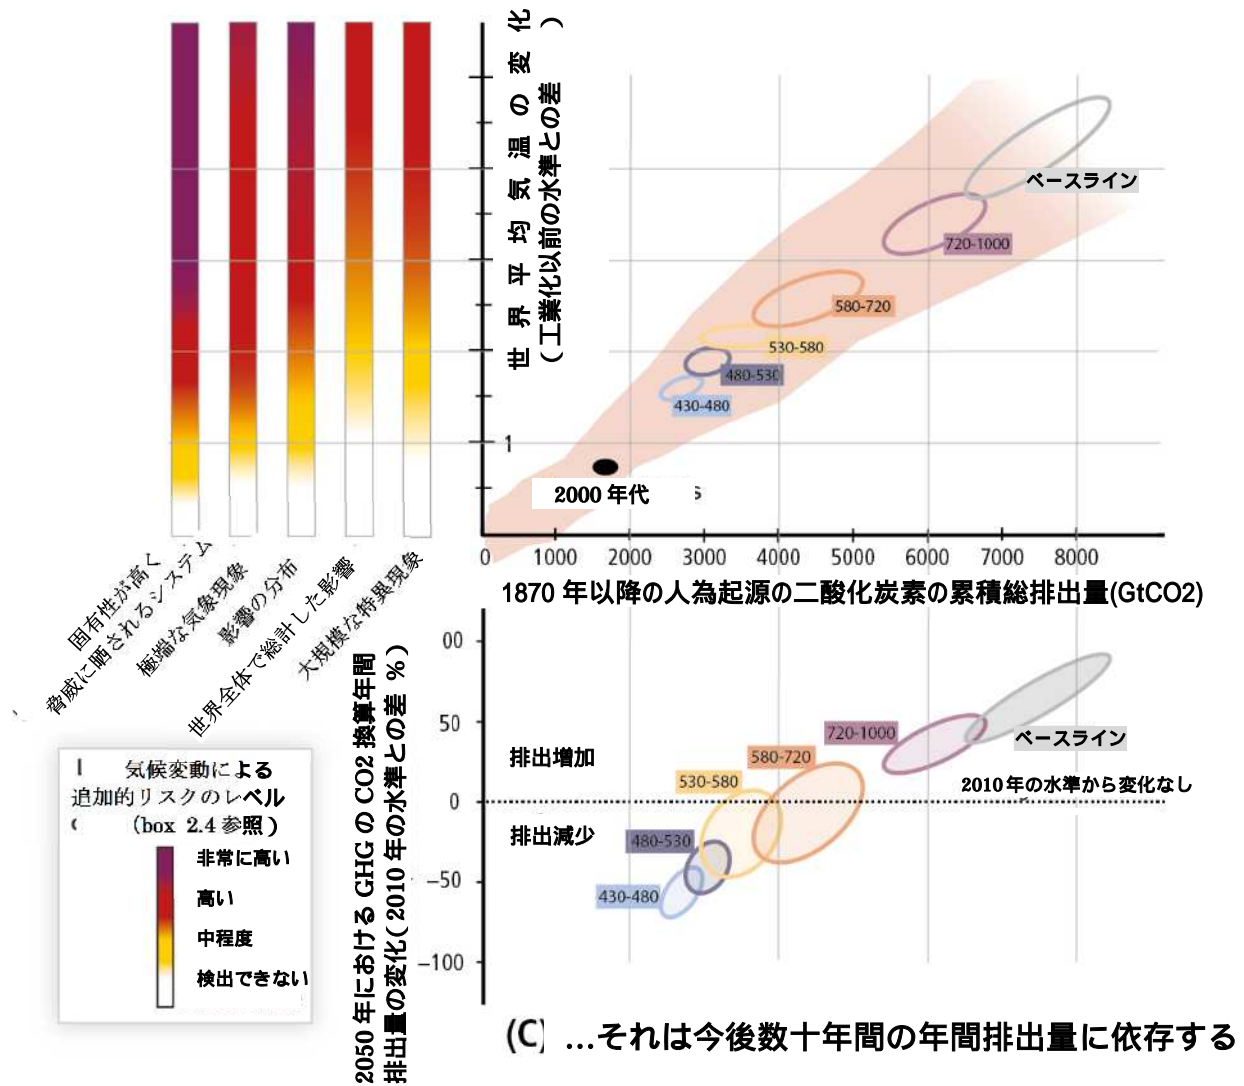 世界平均気温の変化
（工業化以前の水準との差）
ベースライン
720-1000
580-720
530-580
480-530
430-480
1
2000 年代
s
0 1000 2000 3000 4000 5000 6000 7000 8000
1870 年以降の人為起源の二酸化炭素の累積総排出量(GtCO2)
固有性が高く
脅威に晒されるシステム
極端な気象現象
影響の分布
世界全体で総計した影響
大規模な特異現象
気候変動による
追加的リスクのレベル
（box 2.4 参照）
非常に高い
高い
中程度
検出できない
2050 年における GHG の CO2 換算年間
排出量の変化（2010 年の水準との差 %）
00
50
0
−50
−100
排出増加
排出減少
720-1000
580-720
530-580
480-530
430-480
ベースライン
2010年の水準から変化なし
(C) …それは今後数十年間の年間排出量に依存する